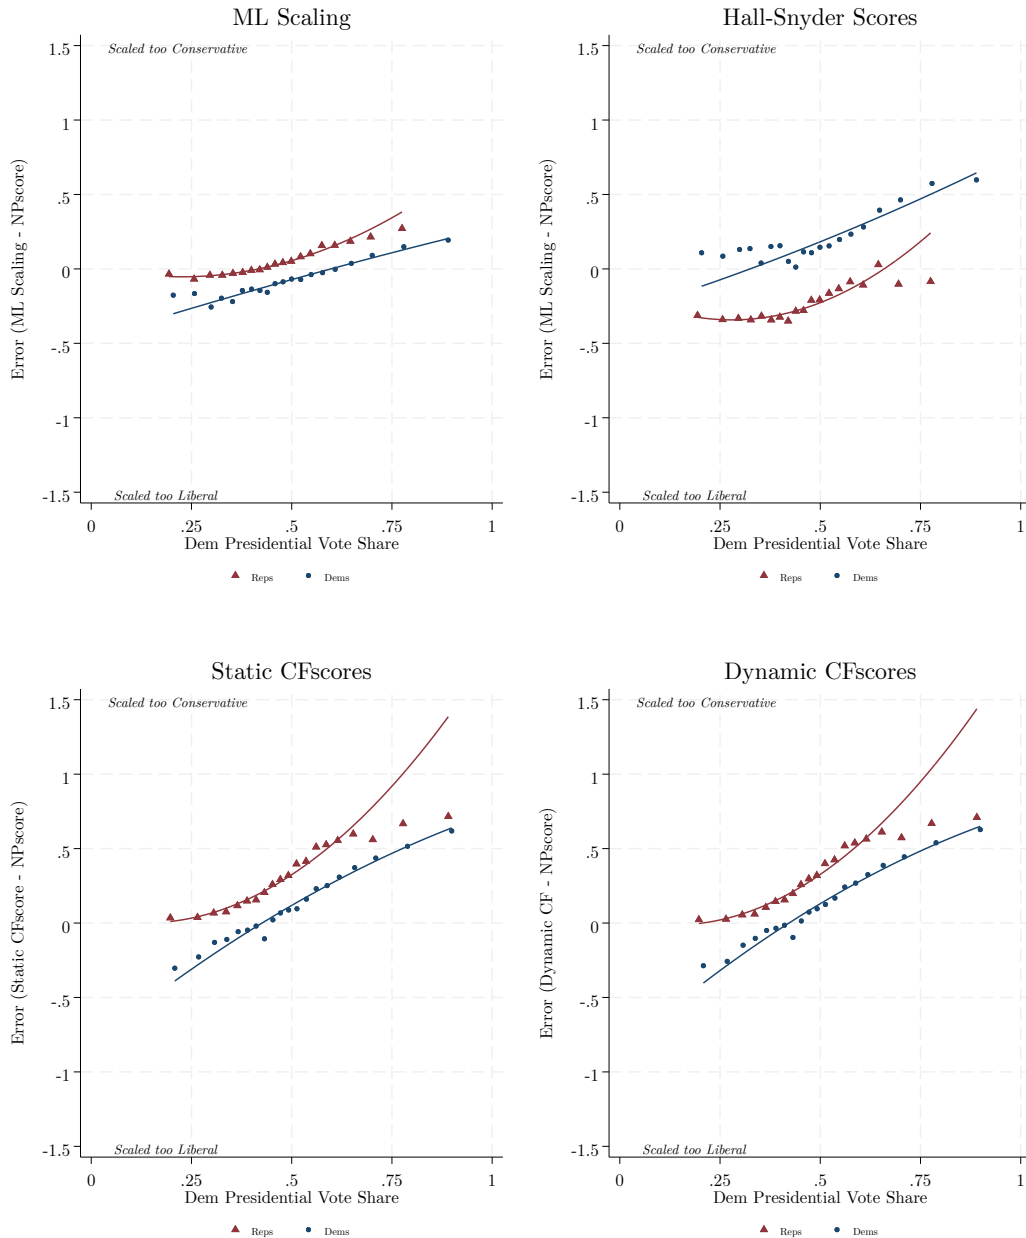 ML Scaling
Scaled too Conservative
Error (ML Scaling - NPscore)
1.5
1
.5
0
-.5
-1
-1.5
Scaled too Liberal
0 .25 .5 .75 1
Dem Presidential Vote Share
Reps Dems
Hall-Snyder Scores
Scaled too Conservative
Error (ML Scaling - NPscore)
1.5
1
.5
0
-.5
-1
-1.5
Scaled too Liberal
0 .25 .5 .75 1
Dem Presidential Vote Share
Reps Dems
Static CFscores
Scaled too Conservative
Error (Static CFscore - NPscore)
1.5
1
.5
0
-.5
-1
-1.5
Scaled too Liberal
0 .25 .5 .75 1
Dem Presidential Vote Share
Reps Dems
Dynamic CFscores
Scaled too Conservative
Error (Dynamic CF - NPscore)
1.5
1
.5
0
-.5
-1
-1.5
Scaled too Liberal
0 .25 .5 .75 1
Dem Presidential Vote Share
Reps Dems